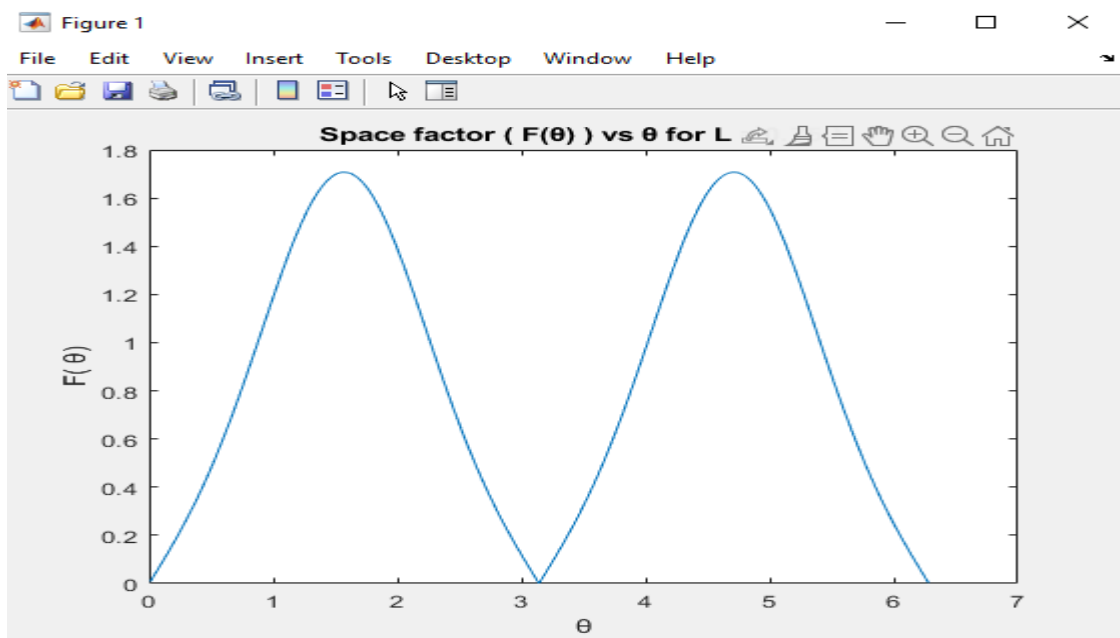 Figure 1
File Edit View Insert Tools Desktop Window Help
Space factor ( F(θ) ) vs θ for L
1.8
1.6
1.4
1.2
1
0.8
0.6
0.4
0.2
0
F(θ)
0 1 2 3 4 5 6 7
θ